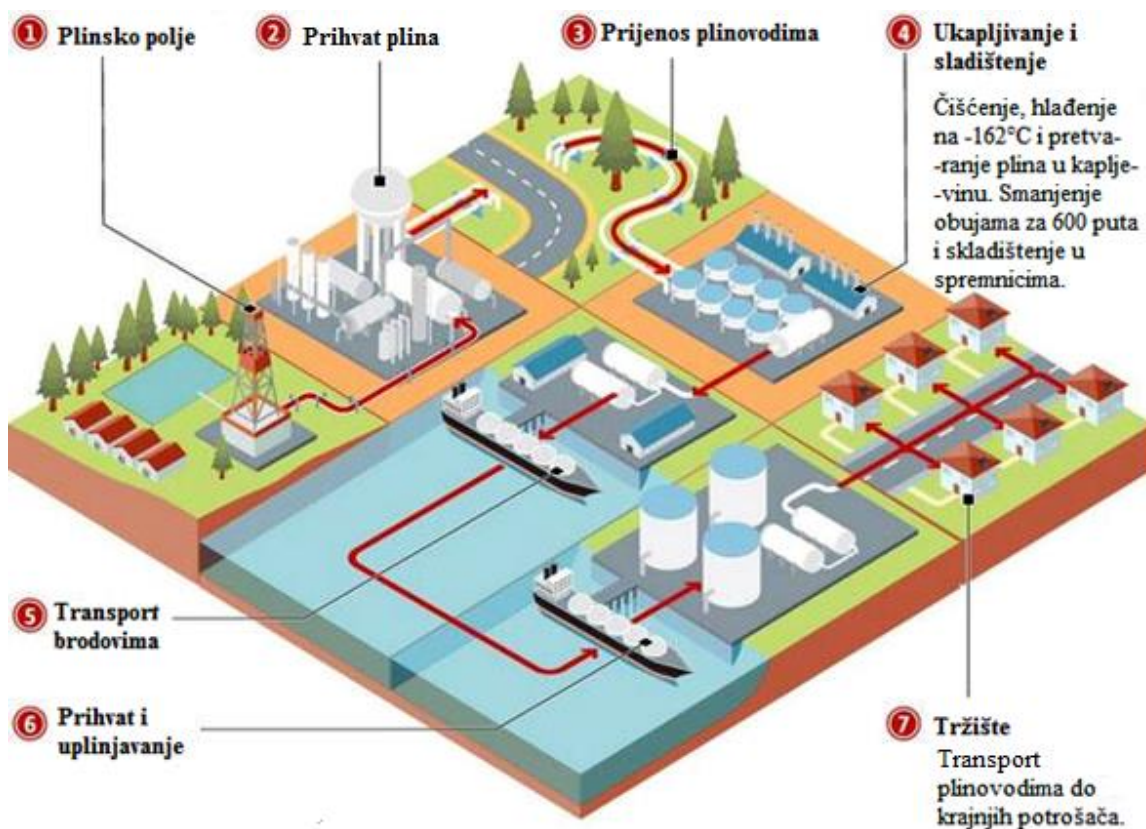 1 Plinsko polje
2 Prihvat plina
3 Prijenos plinovodima
4 Ukapljivanje i
sladištenje
Čišćenje, hlađenje
na -162°C i pretva-
-ranje plina u kaplje-
-vinu. Smanjenje
obujama za 600 puta
i skladištenje u
spremnicima.
5 Transport
brodovima
6 Prihvat i
uplinjavanje
7 Tržište
Transport
plinovodima do
krajnjih potrošača.